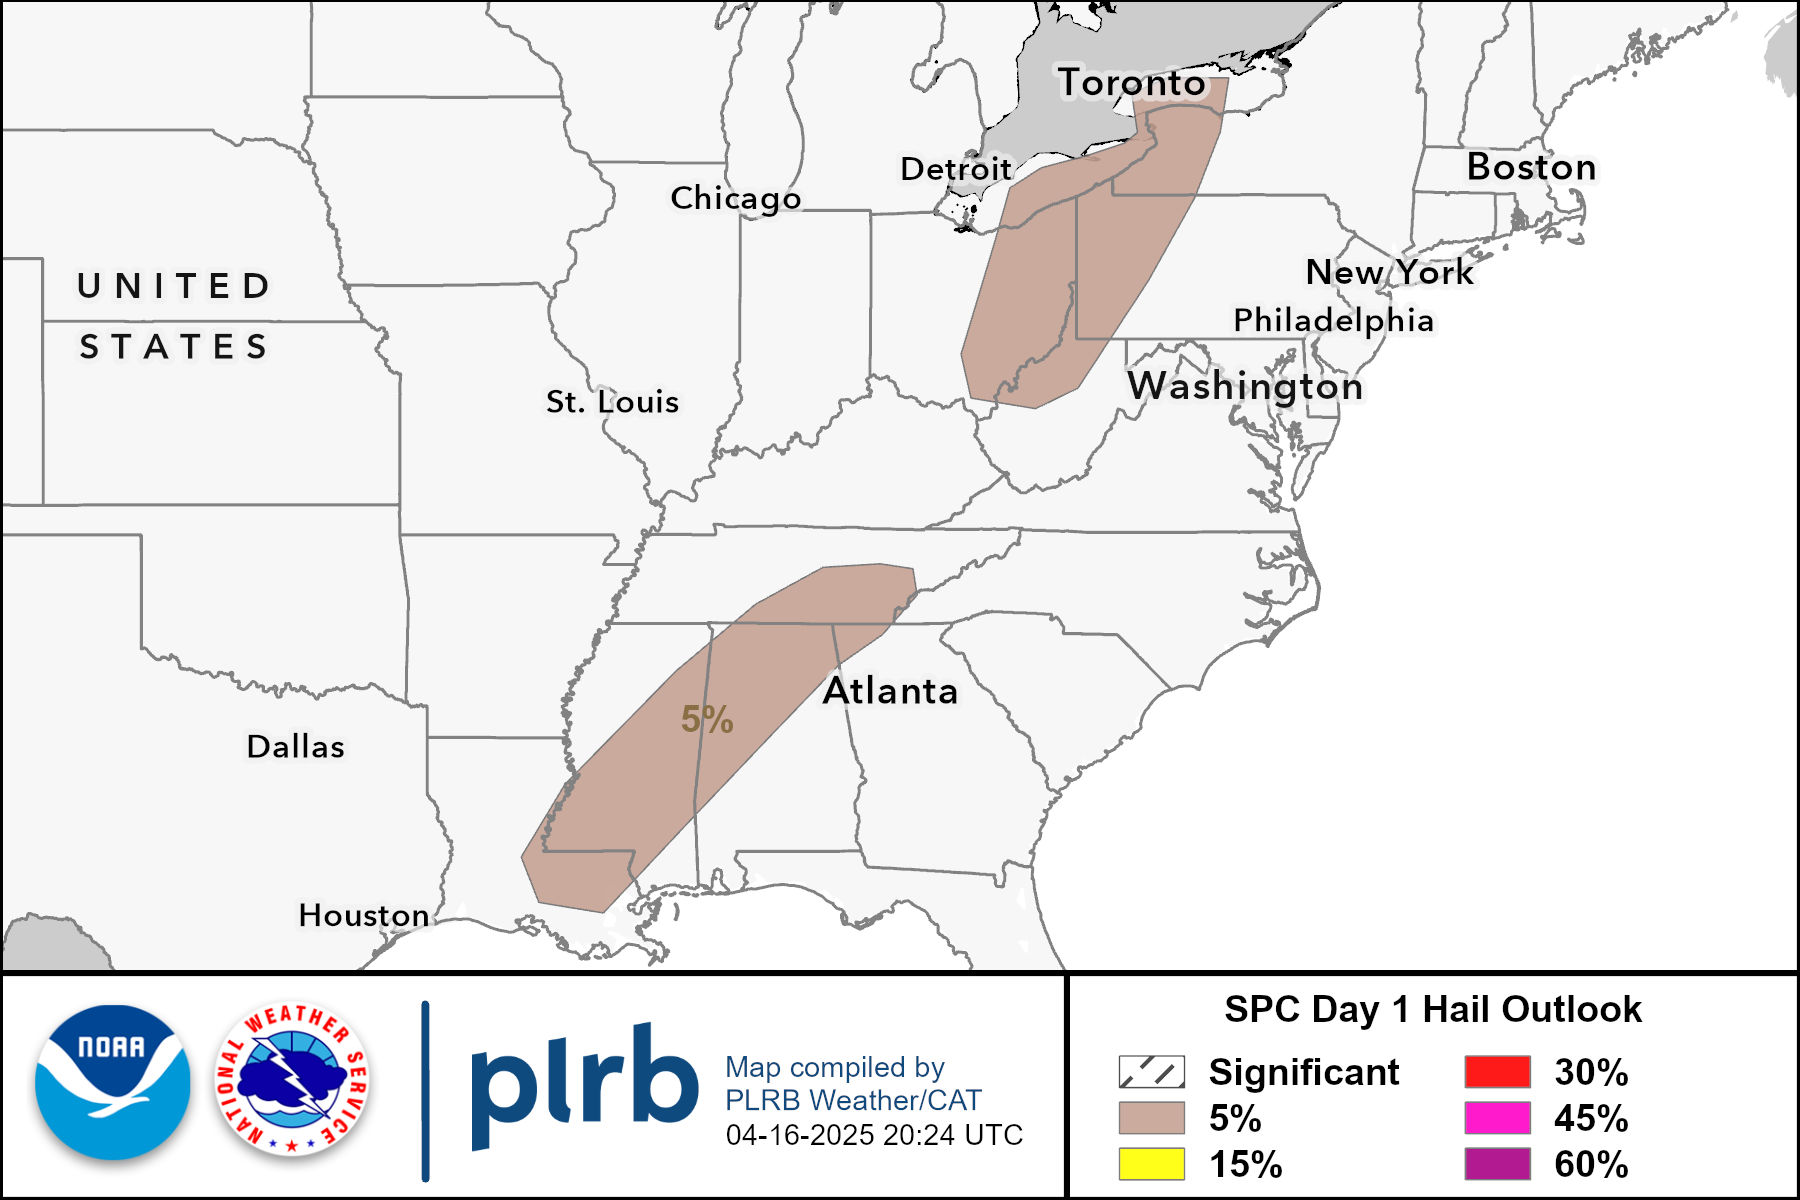 Toronto
Detroit
Boston
Chicago
UNITED
STATES
New York
Philadelphia
Washington
St. Louis
Atlanta
5%
Dallas
Houston
NOAA
NATIONAL WEATHER SERVICE
plrb
Map compiled by
PLRB Weather/CAT
04-16-2025 20:24 UTC
SPC Day 1 Hail Outlook
Significant
5%
15%
30%
45%
60%